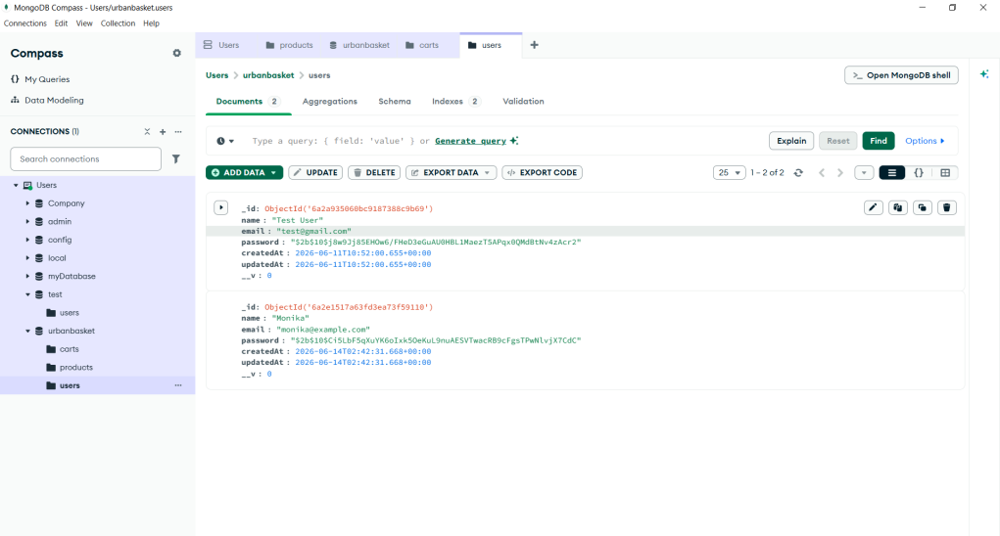 MongoDB Compass - Users/urbanbasket.users
Connections Edit View Collection Help
Compass
{} My Queries
Data Modeling
CONNECTIONS (1)
Search connections
Users
Company
admin
config
local
myDatabase
test
users
urbanbasket
carts
products
users
Users products urbanbasket carts users
Users > urbanbasket > users
>_ Open MongoDB shell
Documents 2 Aggregations Schema Indexes 2 Validation
Type a query: { field: 'value' } or Generate query
Explain Reset Find Options
ADD DATA UPDATE DELETE EXPORT DATA </> EXPORT CODE
25 1 – 2 of 2 {}
_id: ObjectId('6a2a935060bc9187388c9b69')
name : "Test User"
email : "test@gmail.com"
password : "$2b$10$j8w9Jj85EHOw6/FHeD3eGuAU0HBL1MaezT5APqx0QMdBtNv4zAcr2"
createdAt : 2026-06-11T10:52:00.655+00:00
updatedAt : 2026-06-11T10:52:00.655+00:00
__v : 0
_id: ObjectId('6a2e1517a63fd3ea73f59110')
name : "Monika"
email : "monika@example.com"
password : "$2b$10$Ci5LbF5qXuYK6oIxk5OeKuL9nuAESVTwacRB9cFgsTPwNlvjX7CdC"
createdAt : 2026-06-14T02:42:31.668+00:00
updatedAt : 2026-06-14T02:42:31.668+00:00
__v : 0